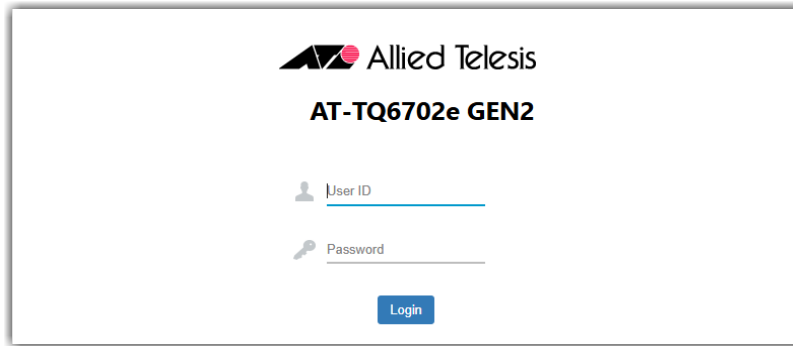 Allied Telesis
AT-TQ6702e GEN2
User ID
Password
Login